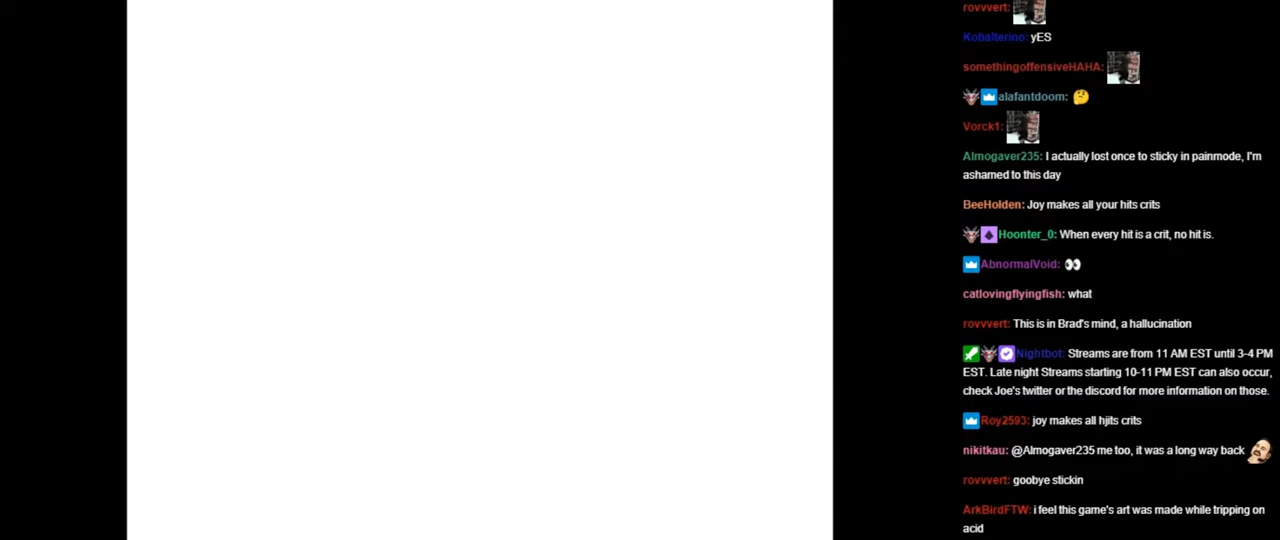 rovvvert:
Kobalterino: yES
somethingoffensiveHAHA:
alafantdoom: 🤔
Vorck1:
Almogaver235: I actually lost once to sticky in painmode, I'm
ashamed to this day
BeeHolden: Joy makes all your hits crits
Hoonter_0: When every hit is a crit, no hit is.
AbnormalVoid: 👀
catlovingflyingfish: what
rovvvert: This is in Brad's mind, a hallucination
Nightbot: Streams are from 11 AM EST until 3-4 PM
EST. Late night Streams starting 10-11 PM EST can also occur,
check Joe's twitter or the discord for more information on those.
Roy2593: joy makes all hjits crits
nikitkau: @Almogaver235 me too, it was a long way back
rovvvert: goobye stickin
ArkBirdFTW: i feel this game's art was made while tripping on
acid